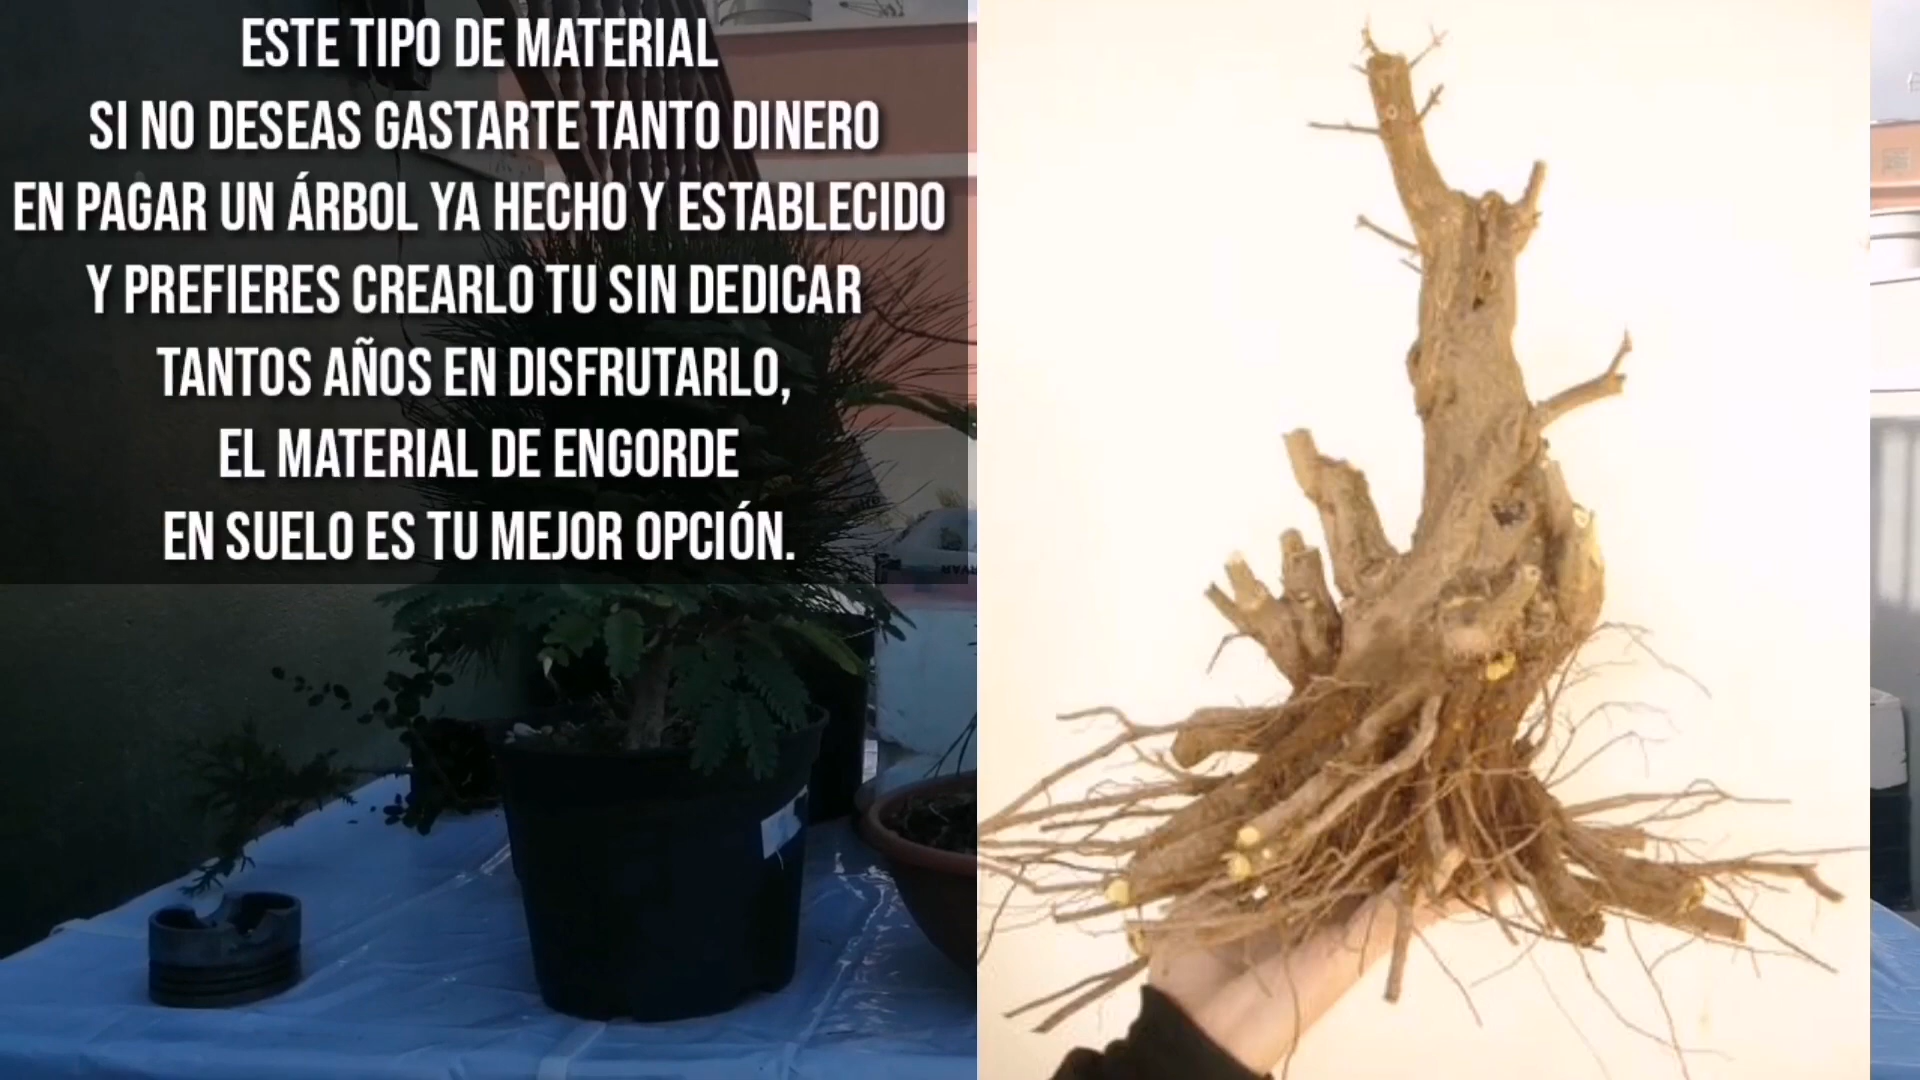 ESTE TIPO DE MATERIAL
SI NO DESEAS GASTARTE TANTO DINERO
EN PAGAR UN ÁRBOL YA HECHO Y ESTABLECIDO
Y PREFIERES CREARLO TU SIN DEDICAR
TANTOS AÑOS EN DISFRUTARLO,
EL MATERIAL DE ENGORDE
EN SUELO ES TU MEJOR OPCIÓN.